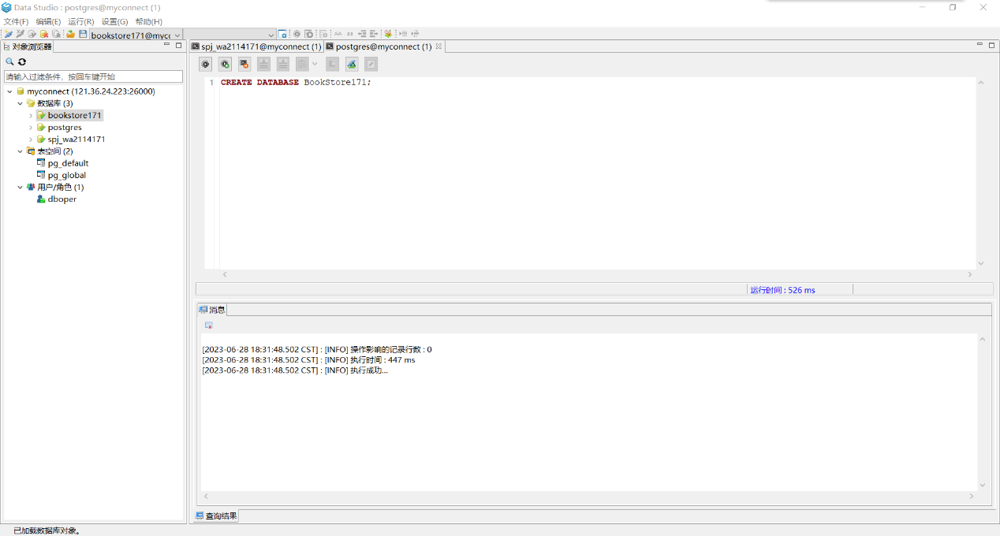 Data Studio : postgres@myconnect (1)
文件(F) 编辑(E) 运行(R) 设置(G) 帮助(H)
bookstore171@myco
对象浏览器
spj_wa2114171@myconnect (1) postgres@myconnect (1)
请输入过滤条件，按回车键开始
1 CREATE DATABASE BookStore171;
myconnect (121.36.24.223:26000)
数据库 (3)
bookstore171
postgres
spj_wa2114171
表空间 (2)
pg_default
pg_global
用户/角色 (1)
dboper
运行时间 : 526 ms
消息
[2023-06-28 18:31:48.502 CST] : [INFO] 操作影响的记录行数 : 0
[2023-06-28 18:31:48.502 CST] : [INFO] 执行时间 : 447 ms
[2023-06-28 18:31:48.502 CST] : [INFO] 执行成功...
查询结果
已加载数据库对象。